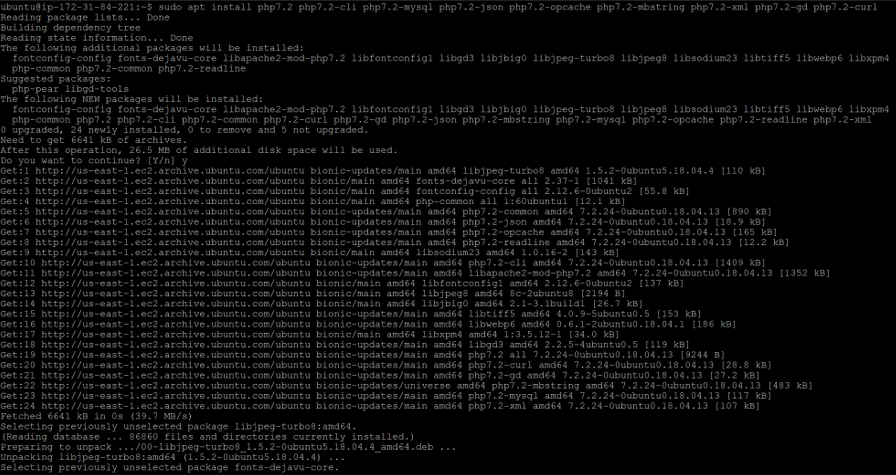 ubuntu@ip-172-31-84-221:~$ sudo apt install php7.2 php7.2-cli php7.2-mysql php7.2-json php7.2-opcache php7.2-mbstring php7.2-xml php7.2-gd php7.2-curl
Reading package lists... Done
Building dependency tree
Reading state information... Done
The following additional packages will be installed:
  fontconfig-config fonts-dejavu-core libapache2-mod-php7.2 libfontconfig1 libgd3 libjbig0 libjpeg-turbo8 libjpeg8 libsodium23 libtiff5 libwebp6 libxpm4
  php-common php7.2-common php7.2-readline
Suggested packages:
  php-pear libgd-tools
The following NEW packages will be installed:
  fontconfig-config fonts-dejavu-core libapache2-mod-php7.2 libfontconfig1 libgd3 libjbig0 libjpeg-turbo8 libjpeg8 libsodium23 libtiff5 libwebp6 libxpm4
  php-common php7.2 php7.2-cli php7.2-common php7.2-curl php7.2-gd php7.2-json php7.2-mbstring php7.2-mysql php7.2-opcache php7.2-readline php7.2-xml
0 upgraded, 24 newly installed, 0 to remove and 5 not upgraded.
Need to get 6641 kB of archives.
After this operation, 26.5 MB of additional disk space will be used.
Do you want to continue? [Y/n] y
Get:1 http://us-east-1.ec2.archive.ubuntu.com/ubuntu bionic-updates/main amd64 libjpeg-turbo8 amd64 1.5.2-0ubuntu5.18.04.4 [110 kB]
Get:2 http://us-east-1.ec2.archive.ubuntu.com/ubuntu bionic/main amd64 fonts-dejavu-core all 2.37-1 [1041 kB]
Get:3 http://us-east-1.ec2.archive.ubuntu.com/ubuntu bionic/main amd64 fontconfig-config all 2.12.6-0ubuntu2 [55.8 kB]
Get:4 http://us-east-1.ec2.archive.ubuntu.com/ubuntu bionic/main amd64 php-common all 1:60ubuntu1 [12.1 kB]
Get:5 http://us-east-1.ec2.archive.ubuntu.com/ubuntu bionic-updates/main amd64 php7.2-common amd64 7.2.24-0ubuntu0.18.04.13 [890 kB]
Get:6 http://us-east-1.ec2.archive.ubuntu.com/ubuntu bionic-updates/main amd64 php7.2-json amd64 7.2.24-0ubuntu0.18.04.13 [18.9 kB]
Get:7 http://us-east-1.ec2.archive.ubuntu.com/ubuntu bionic-updates/main amd64 php7.2-opcache amd64 7.2.24-0ubuntu0.18.04.13 [165 kB]
Get:8 http://us-east-1.ec2.archive.ubuntu.com/ubuntu bionic-updates/main amd64 php7.2-readline amd64 7.2.24-0ubuntu0.18.04.13 [12.2 kB]
Get:9 http://us-east-1.ec2.archive.ubuntu.com/ubuntu bionic/main amd64 libsodium23 amd64 1.0.16-2 [143 kB]
Get:10 http://us-east-1.ec2.archive.ubuntu.com/ubuntu bionic-updates/main amd64 php7.2-cli amd64 7.2.24-0ubuntu0.18.04.13 [1409 kB]
Get:11 http://us-east-1.ec2.archive.ubuntu.com/ubuntu bionic-updates/main amd64 libapache2-mod-php7.2 amd64 7.2.24-0ubuntu0.18.04.13 [1352 kB]
Get:12 http://us-east-1.ec2.archive.ubuntu.com/ubuntu bionic/main amd64 libfontconfig1 amd64 2.12.6-0ubuntu2 [137 kB]
Get:13 http://us-east-1.ec2.archive.ubuntu.com/ubuntu bionic/main amd64 libjpeg8 amd64 8c-2ubuntu8 [2194 B]
Get:14 http://us-east-1.ec2.archive.ubuntu.com/ubuntu bionic/main amd64 libjbig0 amd64 2.1-3.1build1 [26.7 kB]
Get:15 http://us-east-1.ec2.archive.ubuntu.com/ubuntu bionic-updates/main amd64 libtiff5 amd64 4.0.9-5ubuntu0.5 [153 kB]
Get:16 http://us-east-1.ec2.archive.ubuntu.com/ubuntu bionic-updates/main amd64 libwebp6 amd64 0.6.1-2ubuntu0.18.04.1 [186 kB]
Get:17 http://us-east-1.ec2.archive.ubuntu.com/ubuntu bionic/main amd64 libxpm4 amd64 1:3.5.12-1 [34.0 kB]
Get:18 http://us-east-1.ec2.archive.ubuntu.com/ubuntu bionic-updates/main amd64 libgd3 amd64 2.2.5-4ubuntu0.5 [119 kB]
Get:19 http://us-east-1.ec2.archive.ubuntu.com/ubuntu bionic-updates/main amd64 php7.2 all 7.2.24-0ubuntu0.18.04.13 [9244 B]
Get:20 http://us-east-1.ec2.archive.ubuntu.com/ubuntu bionic-updates/main amd64 php7.2-curl amd64 7.2.24-0ubuntu0.18.04.13 [28.8 kB]
Get:21 http://us-east-1.ec2.archive.ubuntu.com/ubuntu bionic-updates/main amd64 php7.2-gd amd64 7.2.24-0ubuntu0.18.04.13 [27.2 kB]
Get:22 http://us-east-1.ec2.archive.ubuntu.com/ubuntu bionic-updates/universe amd64 php7.2-mbstring amd64 7.2.24-0ubuntu0.18.04.13 [483 kB]
Get:23 http://us-east-1.ec2.archive.ubuntu.com/ubuntu bionic-updates/main amd64 php7.2-mysql amd64 7.2.24-0ubuntu0.18.04.13 [117 kB]
Get:24 http://us-east-1.ec2.archive.ubuntu.com/ubuntu bionic-updates/main amd64 php7.2-xml amd64 7.2.24-0ubuntu0.18.04.13 [107 kB]
Fetched 6641 kB in 0s (39.7 MB/s)
Selecting previously unselected package libjpeg-turbo8:amd64.
(Reading database ... 86860 files and directories currently installed.)
Preparing to unpack .../00-libjpeg-turbo8_1.5.2-0ubuntu5.18.04.4_amd64.deb ...
Unpacking libjpeg-turbo8:amd64 (1.5.2-0ubuntu5.18.04.4) ...
Selecting previously unselected package fonts-dejavu-core.